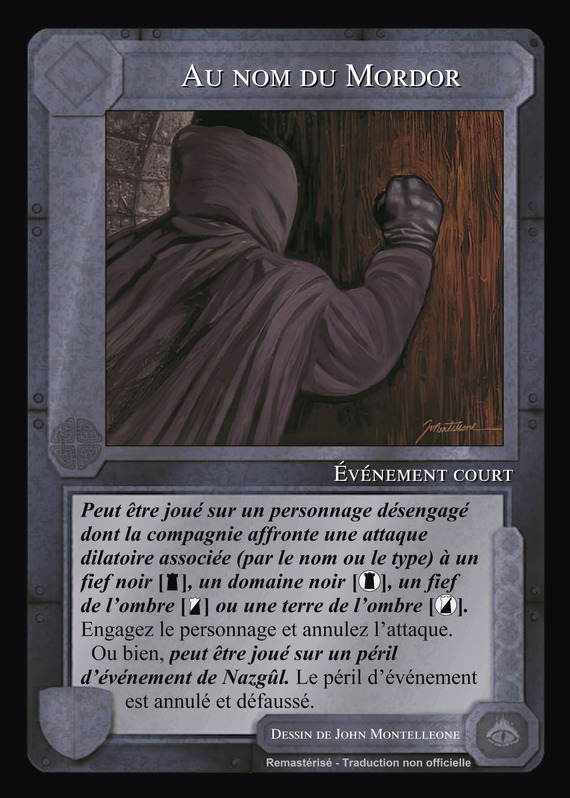 Au nom du Mordor
JMontelleone
Événement court
Peut être joué sur un personnage désengagé
dont la compagnie affronte une attaque
dilatoire associée (par le nom ou le type) à un
fief noir [], un domaine noir [], un fief
de l'ombre [] ou une terre de l'ombre [].
Engagez le personnage et annulez l'attaque.
Ou bien, peut être joué sur un péril
d'événement de Nazgûl. Le péril d'événement
est annulé et défaussé.
Dessin de John Montelleone
Remastérisé - Traduction non officielle